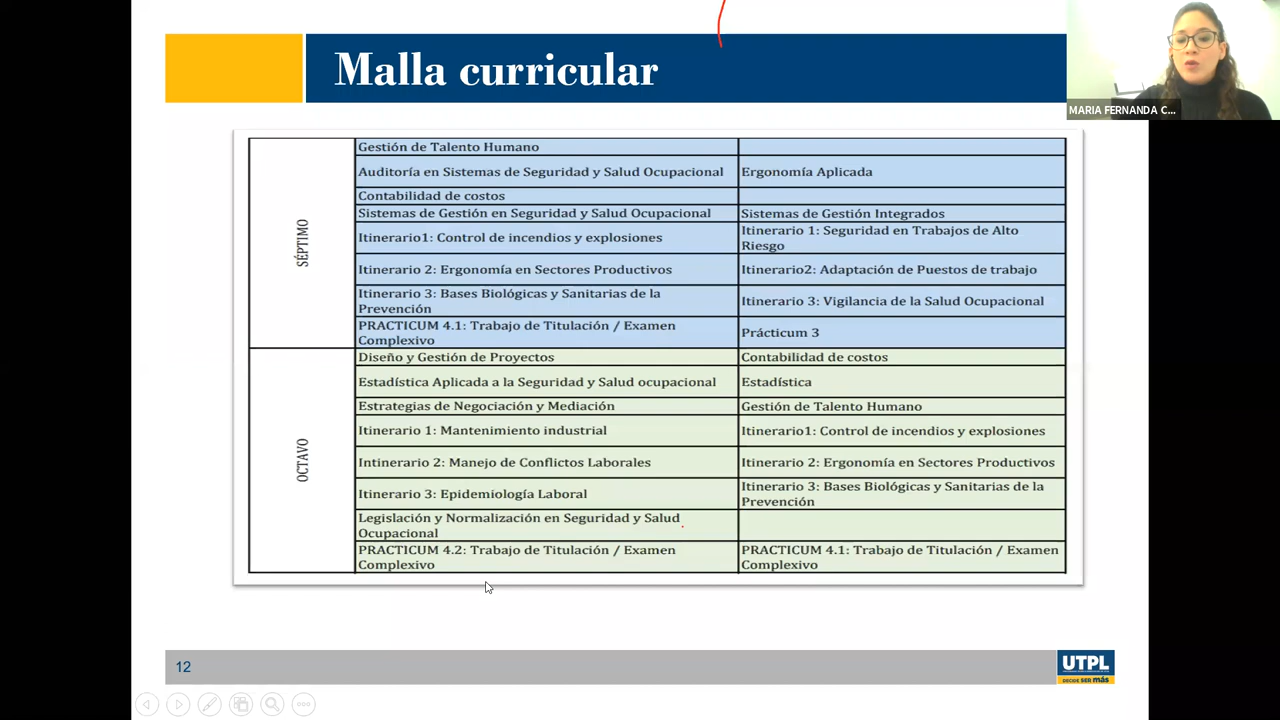 Malla curricular
MARIA FERNANDA C...
SÉPTIMO
Gestión de Talento Humano
Auditoría en Sistemas de Seguridad y Salud Ocupacional
Ergonomía Aplicada
Contabilidad de costos
Sistemas de Gestión en Seguridad y Salud Ocupacional
Sistemas de Gestión Integrados
Itinerario1: Control de incendios y explosiones
Itinerario 1: Seguridad en Trabajos de Alto
Riesgo
Itinerario 2: Ergonomía en Sectores Productivos
Itinerario2: Adaptación de Puestos de trabajo
Itinerario 3: Bases Biológicas y Sanitarias de la
Prevención
Itinerario 3: Vigilancia de la Salud Ocupacional
PRACTICUM 4.1: Trabajo de Titulación / Examen
Complexivo
Prácticum 3
OCTAVO
Diseño y Gestión de Proyectos
Contabilidad de costos
Estadística Aplicada a la Seguridad y Salud ocupacional
Estadística
Estrategias de Negociación y Mediación
Gestión de Talento Humano
Itinerario 1: Mantenimiento industrial
Itinerario1: Control de incendios y explosiones
Intinerario 2: Manejo de Conflictos Laborales
Itinerario 2: Ergonomía en Sectores Productivos
Itinerario 3: Epidemiología Laboral
Itinerario 3: Bases Biológicas y Sanitarias de la
Prevención
Legislación y Normalización en Seguridad y Salud
Ocupacional
PRACTICUM 4.2: Trabajo de Titulación / Examen
Complexivo
PRACTICUM 4.1: Trabajo de Titulación / Examen
Complexivo
12
UTPL
DECIDE SER más